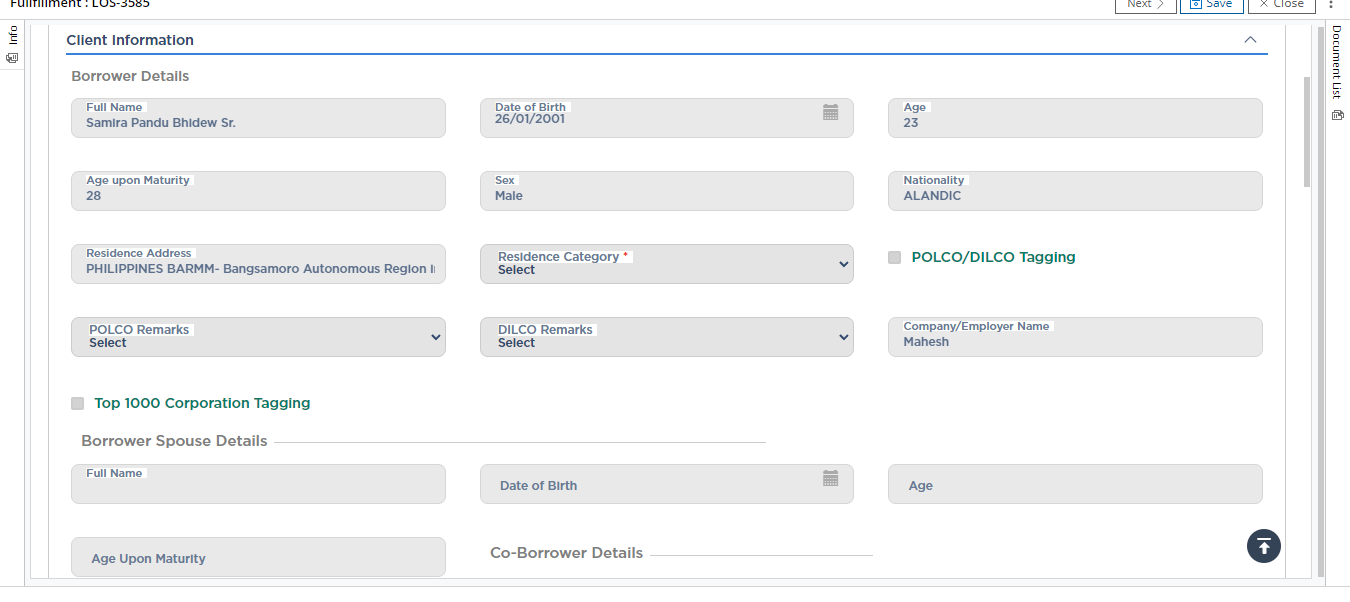 Fullfillment : LOS-3585
Next
Save
Close
Info
Document List
Client Information
Borrower Details
Full Name
Samira Pandu Bhidew Sr.
Date of Birth
26/01/2001
Age
23
Age upon Maturity
28
Sex
Male
Nationality
ALANDIC
Residence Address
PHILIPPINES BARMM- Bangsamoro Autonomous Region
Residence Category *
Select
POLCO/DILCO Tagging
POLCO Remarks
Select
DILCO Remarks
Select
Company/Employer Name
Mahesh
Top 1000 Corporation Tagging
Borrower Spouse Details
Full Name
Date of Birth
Age
Age Upon Maturity
Co-Borrower Details